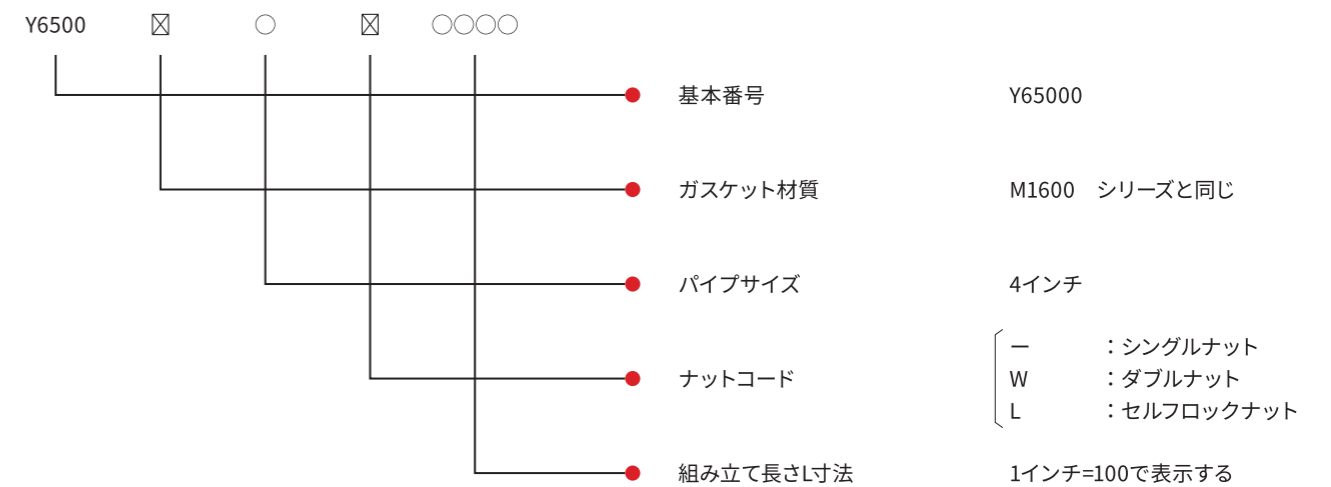 Y6500 ☒ ○ ☒ ○○○○
基本番号 Y65000
ガスケット材質 M1600 シリーズと同じ
パイプサイズ 4インチ
ナットコード
ー ：シングルナット
W ：ダブルナット
L ：セルフロックナット
組み立て長さL寸法 1インチ=100で表示する